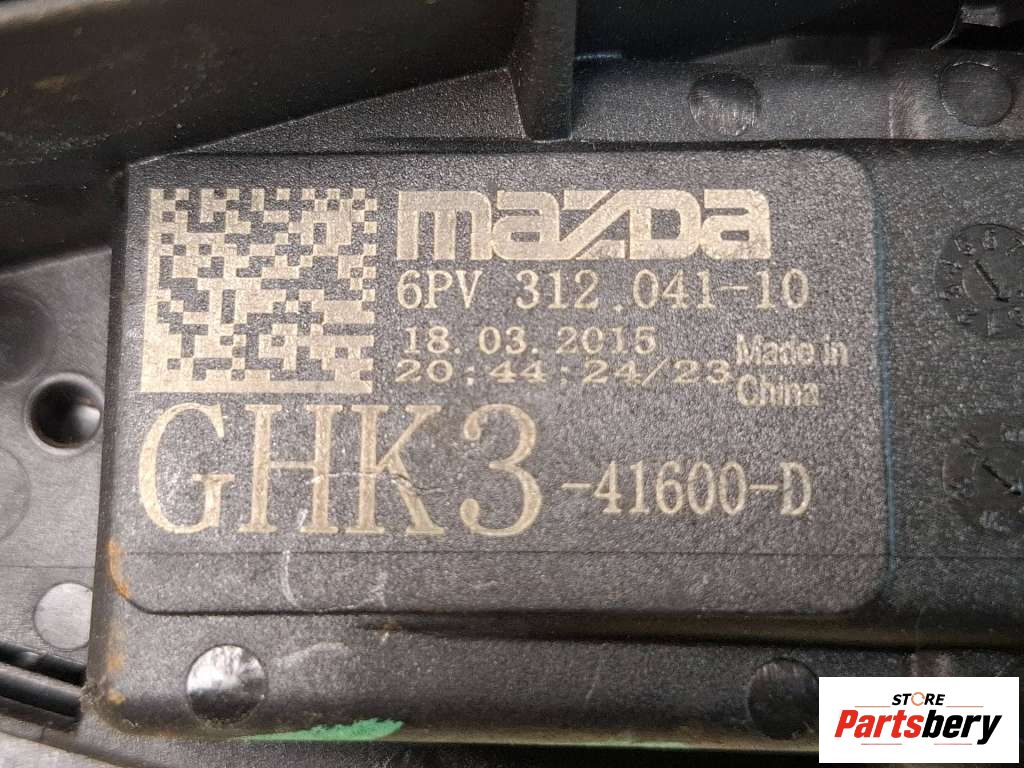 mazda
6PV 312.041-10
18.03.2015
20:44:24/23
Made in
China
GHK3-41600-D
STORE
Partsbery